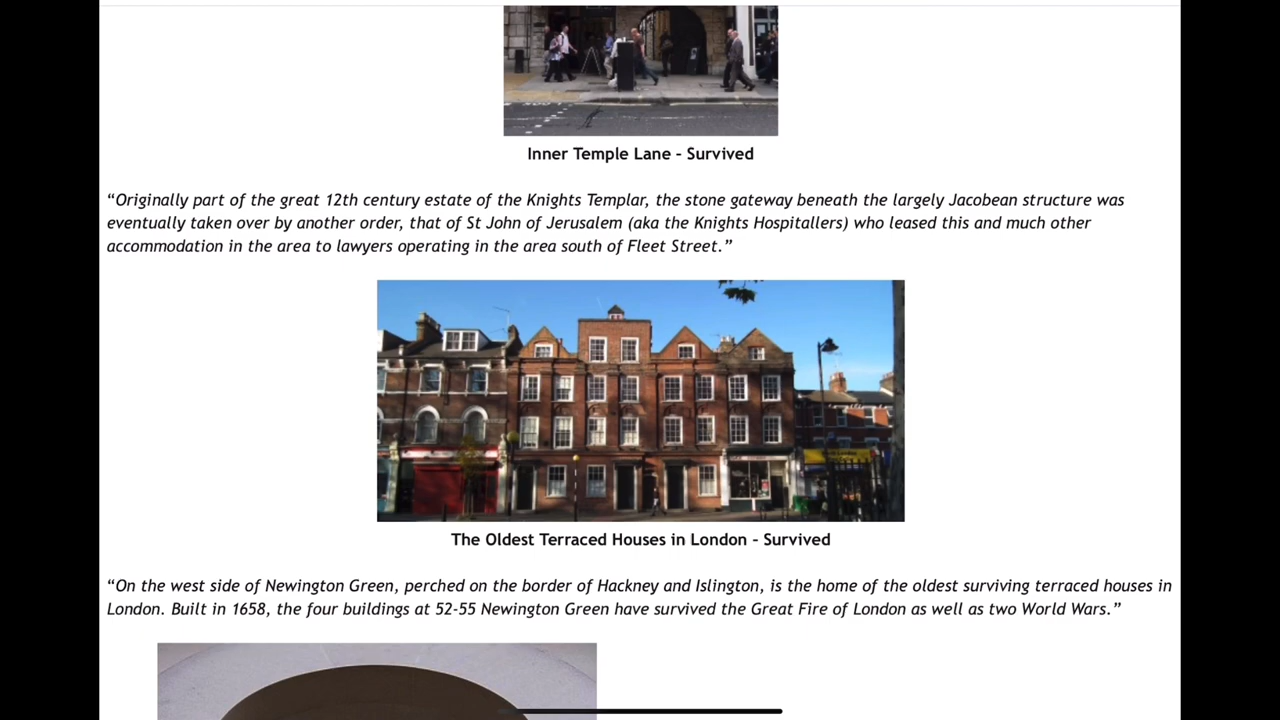 Inner Temple Lane - Survived
“Originally part of the great 12th century estate of the Knights Templar, the stone gateway beneath the largely Jacobean structure was
eventually taken over by another order, that of St John of Jerusalem (aka the Knights Hospitallers) who leased this and much other
accommodation in the area to lawyers operating in the area south of Fleet Street.”
The Oldest Terraced Houses in London - Survived
“On the west side of Newington Green, perched on the border of Hackney and Islington, is the home of the oldest surviving terraced houses in
London. Built in 1658, the four buildings at 52-55 Newington Green have survived the Great Fire of London as well as two World Wars.”